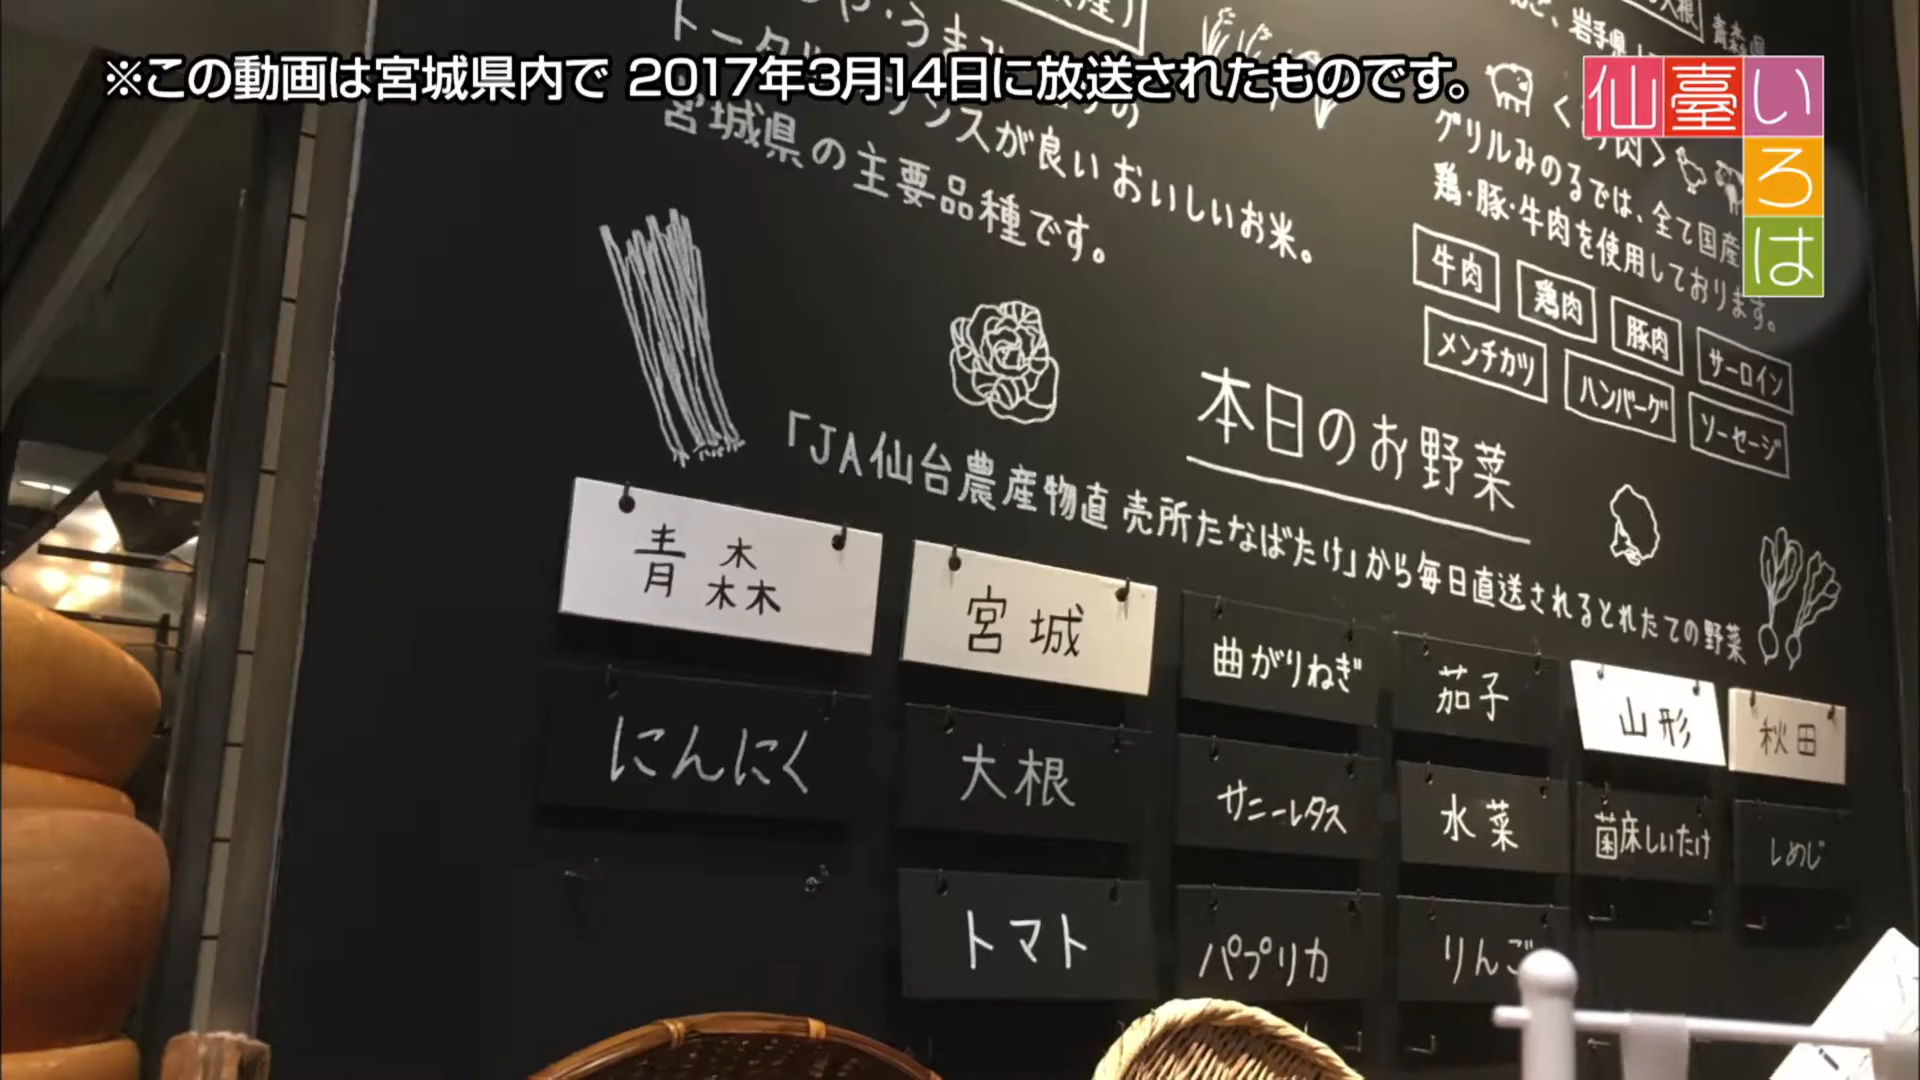 ※この動画は宮城県内で 2017年3月14日に放送されたものです。
仙臺いろは
宮城県の主要品種です。
ンスが良い おいしいお米。
グリルみのるでは、全て国産
鶏・豚・牛肉を使用しております。
牛肉 鶏肉 豚肉 サーロイン
メンチカツ ハンバーグ ソーセージ
本日のお野菜
「JA仙台農産物直売所たなばたけ」から毎日直送されるとれたての野菜
青森 宮城 曲がりねぎ 茄子 山形 秋田
にんにく 大根 サニーレタス 水菜 菌床しいたけ しめじ
トマト パプリカ りんご